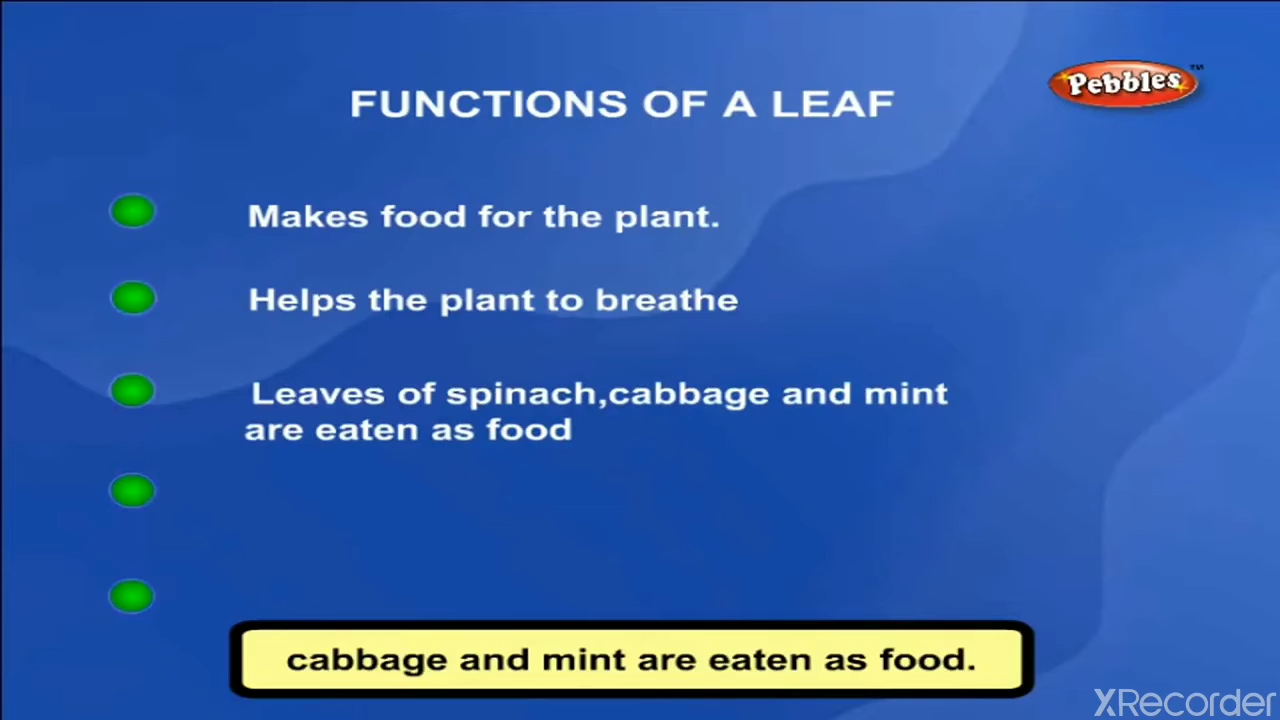 Pebbles™
FUNCTIONS OF A LEAF
Makes food for the plant.
Helps the plant to breathe
Leaves of spinach,cabbage and mint
are eaten as food
cabbage and mint are eaten as food.
XRecorder